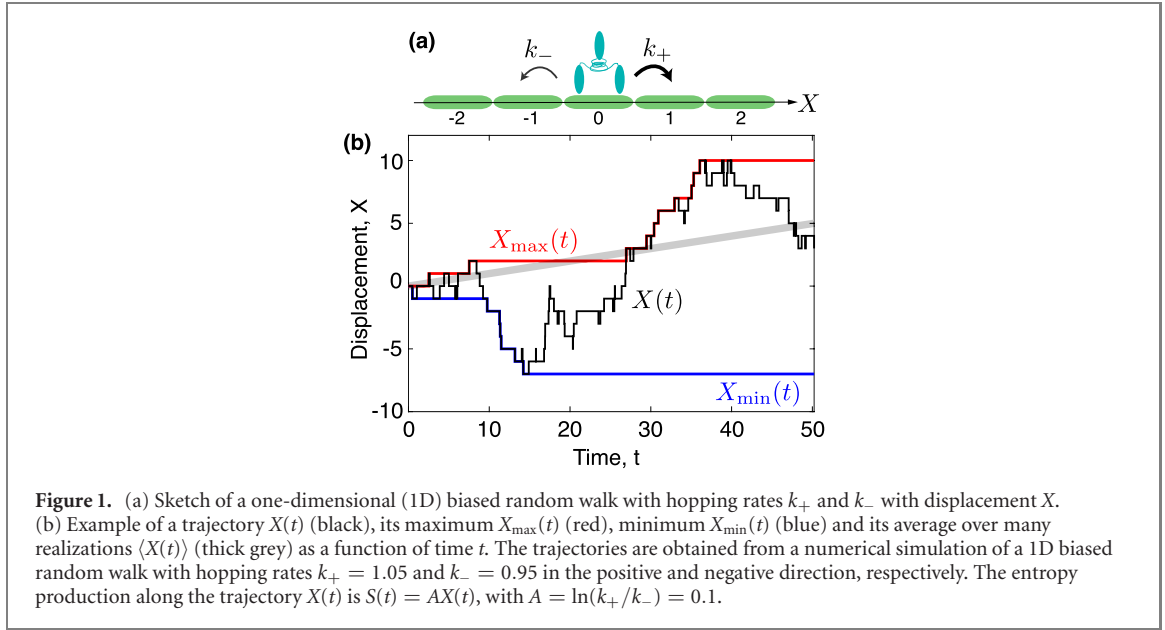 (a)
k₋ k₊
X
-2 -1 0 1 2
(b)
10
5
0
-5
-10
Displacement, X
X_max(t)
X(t)
X_min(t)
0 10 20 30 40 50
Time, t
Figure 1. (a) Sketch of a one-dimensional (1D) biased random walk with hopping rates k₊ and k₋ with displacement X.
(b) Example of a trajectory X(t) (black), its maximum X_max(t) (red), minimum X_min(t) (blue) and its average over many
realizations ⟨X(t)⟩ (thick grey) as a function of time t. The trajectories are obtained from a numerical simulation of a 1D biased
random walk with hopping rates k₊ = 1.05 and k₋ = 0.95 in the positive and negative direction, respectively. The entropy
production along the trajectory X(t) is S(t) = AX(t), with A = ln(k₊/k₋) = 0.1.